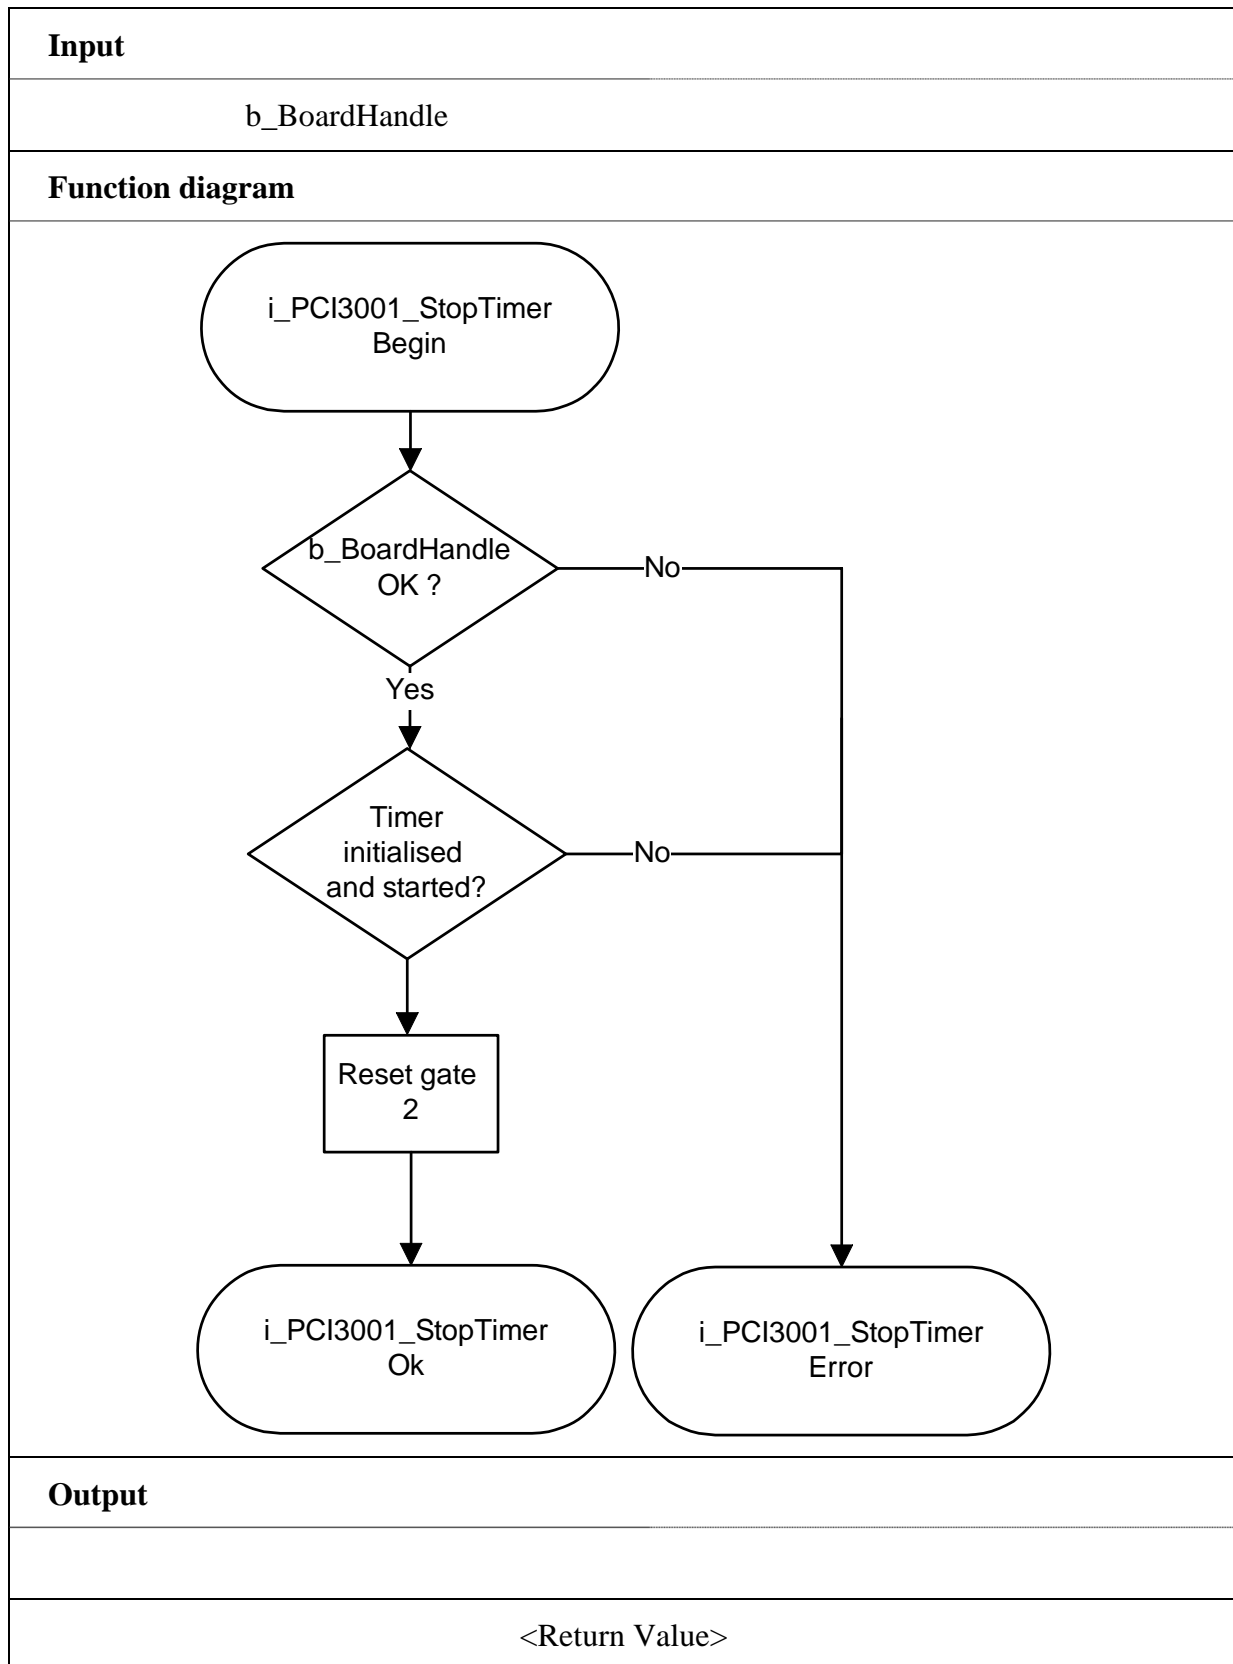 Input
b_BoardHandle
Function diagram
i_PCI3001_StopTimer
Begin
b_BoardHandle
OK ?
No
Yes
Timer
initialised
and started?
No
Reset gate
2
i_PCI3001_StopTimer
Ok
i_PCI3001_StopTimer
Error
Output
<Return Value>